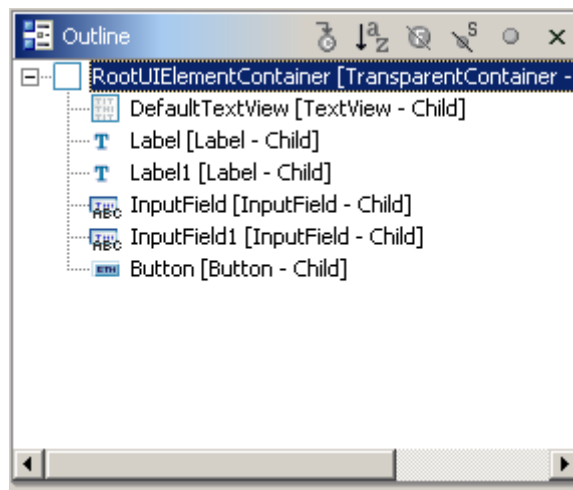 Outline
RootUIElementContainer [TransparentContainer -
DefaultTextView [TextView - Child]
Label [Label - Child]
Label1 [Label - Child]
InputField [InputField - Child]
InputField1 [InputField - Child]
Button [Button - Child]